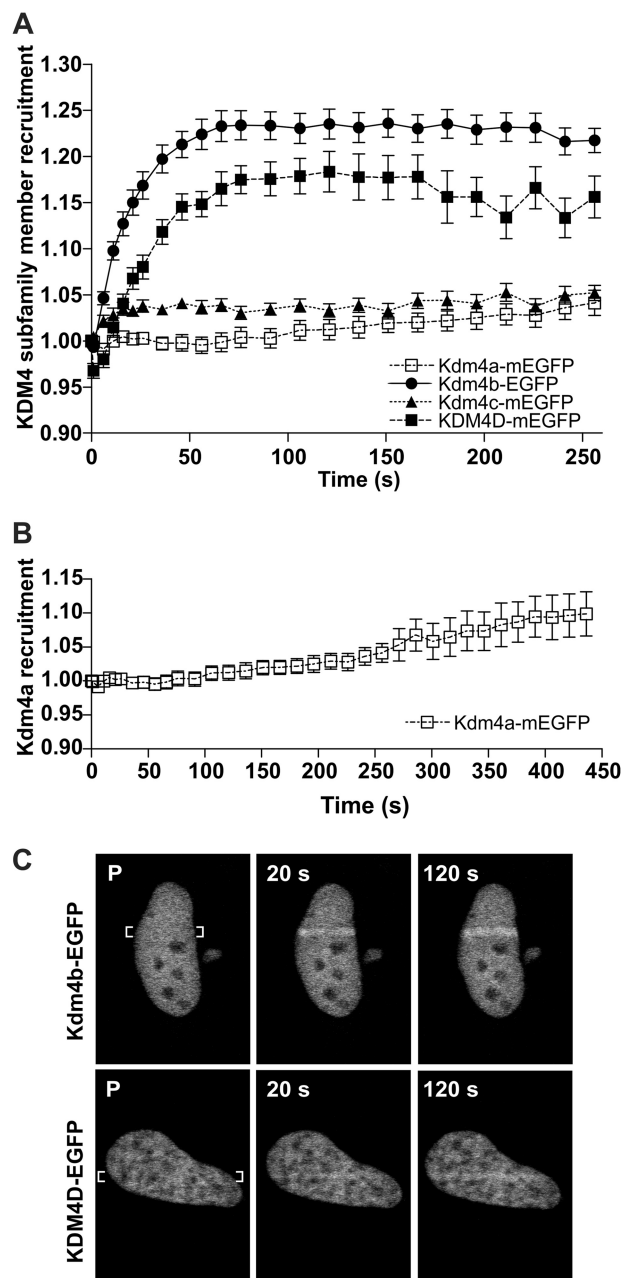 A
KDM4 subfamily member recruitment
1.30
1.25
1.20
1.15
1.10
1.05
1.00
0.95
0.90
Kdm4a-mEGFP
Kdm4b-EGFP
Kdm4c-mEGFP
KDM4D-mEGFP
0 50 100 150 200 250
Time (s)
B
Kdm4a recruitment
1.15
1.10
1.05
1.00
0.95
0.90
Kdm4a-mEGFP
0 50 100 150 200 250 300 350 400 450
Time (s)
C
Kdm4b-EGFP
P 20 s 120 s
KDM4D-EGFP
P 20 s 120 s